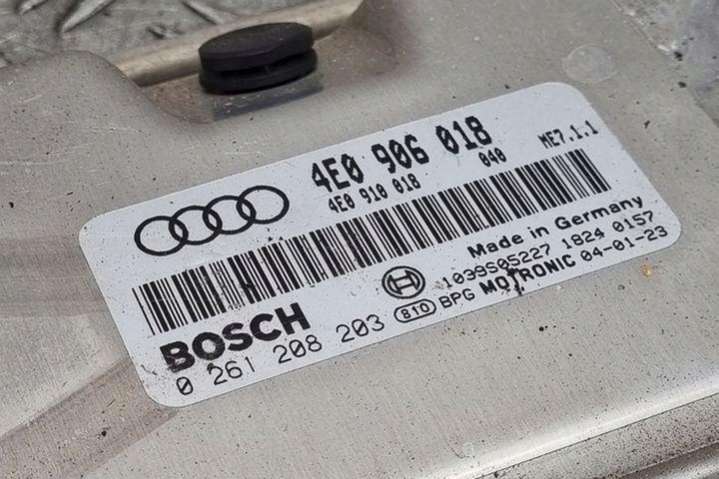 4E0 906 018
4E0 910 018 040 ME7.1.1
Made in Germany
1039S05227 1824 0157
BOSCH
0 261 208 203 810 BPG MOTRONIC 04-01-23